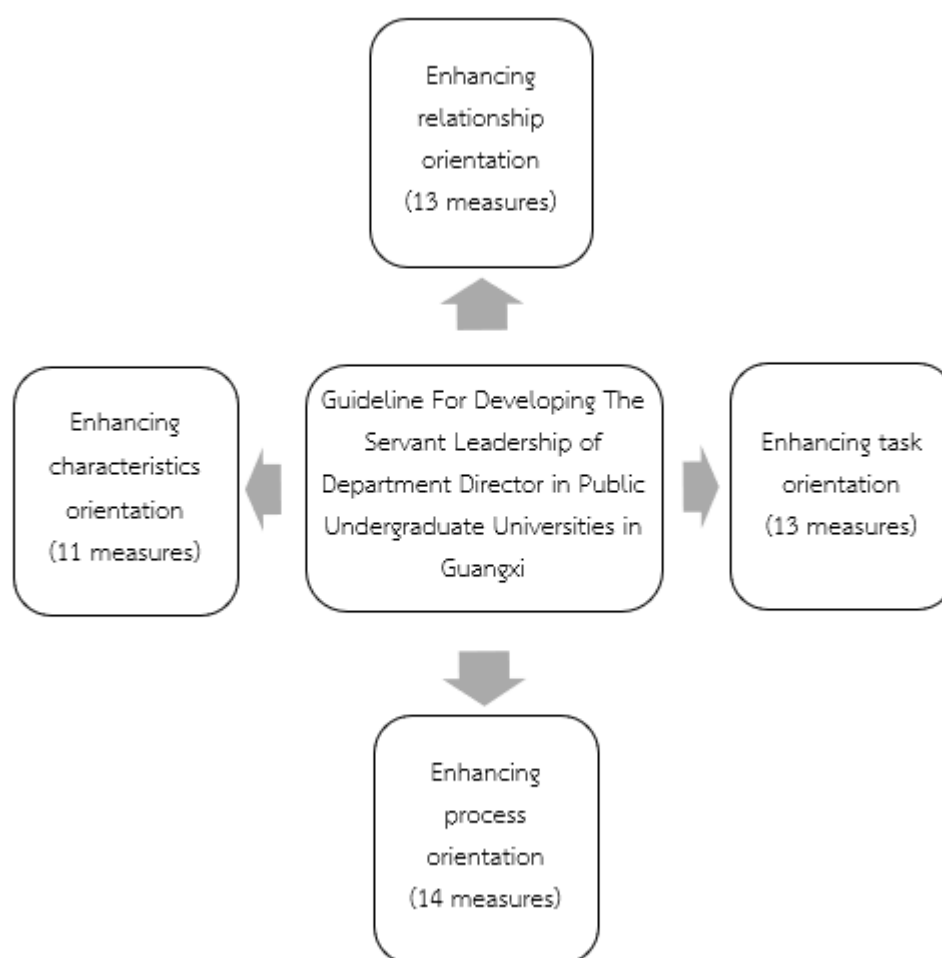 Enhancing
relationship
orientation
(13 measures)
Enhancing
characteristics
orientation
(11 measures)
Guideline For Developing The
Servant Leadership of
Department Director in Public
Undergraduate Universities in
Guangxi
Enhancing task
orientation
(13 measures)
Enhancing
process
orientation
(14 measures)